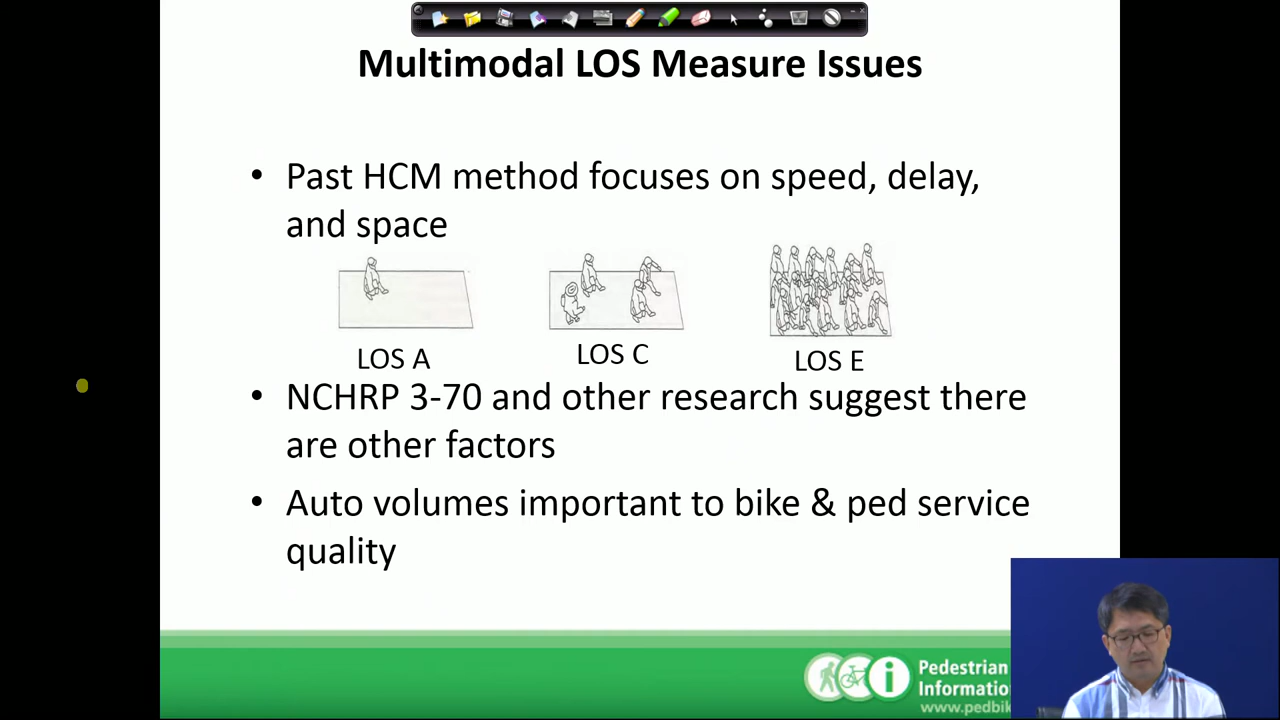 Multimodal LOS Measure Issues
• Past HCM method focuses on speed, delay,
and space
LOS A
LOS C
LOS E
• NCHRP 3-70 and other research suggest there
are other factors
• Auto volumes important to bike & ped service
quality
Pedestrian
Informatio
www.pedbik